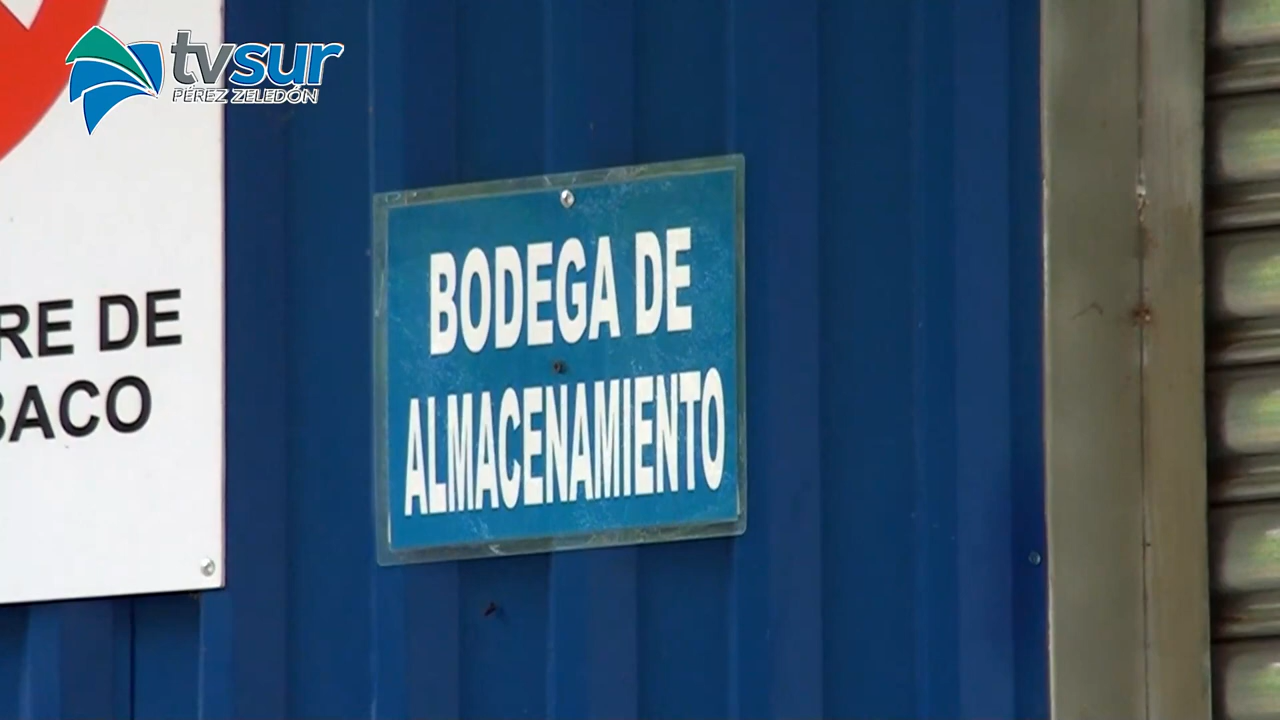 tvsur
PÉREZ ZELEDÓN
RE DE
BACO
BODEGA DE
ALMACENAMIENTO